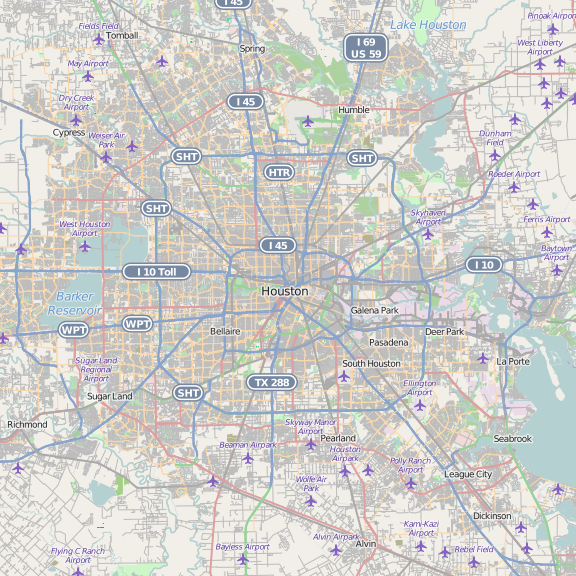 I 45
Pinoak Airport
Fields Field
Tomball
Lake Houston
Spring
I 69
US 59
West Liberty
Airport
May Airport
Dry Creek
Airport
I 45
Humble
Cypress
Weiser Air
Park
Dunham
Field
SHT
SHT
HTR
Roeder Airport
SHT
Skyhaven
Airport
Ferris Airport
West Houston
Airport
I 45
Baytown
Airport
I 10 Toll
I 10
Houston
Barker
Reservoir
Galena Park
WPT
WPT
Bellaire
Deer Park
Pasadena
Sugar Land
Regional
Airport
South Houston
La Porte
TX 288
Ellington
Airport
SHT
Sugar Land
Richmond
Skyway Manor
Airport
Pearland
Seabrook
Beaman Airpark
Houston
Airpark
Polly Ranch
Airport
League City
Wolfe Air
Park
Dickinson
Kami-Kazi
Airport
Alvin Airpark
Alvin
Bayless Airport
Rebel Field
Flying C Ranch
Airport